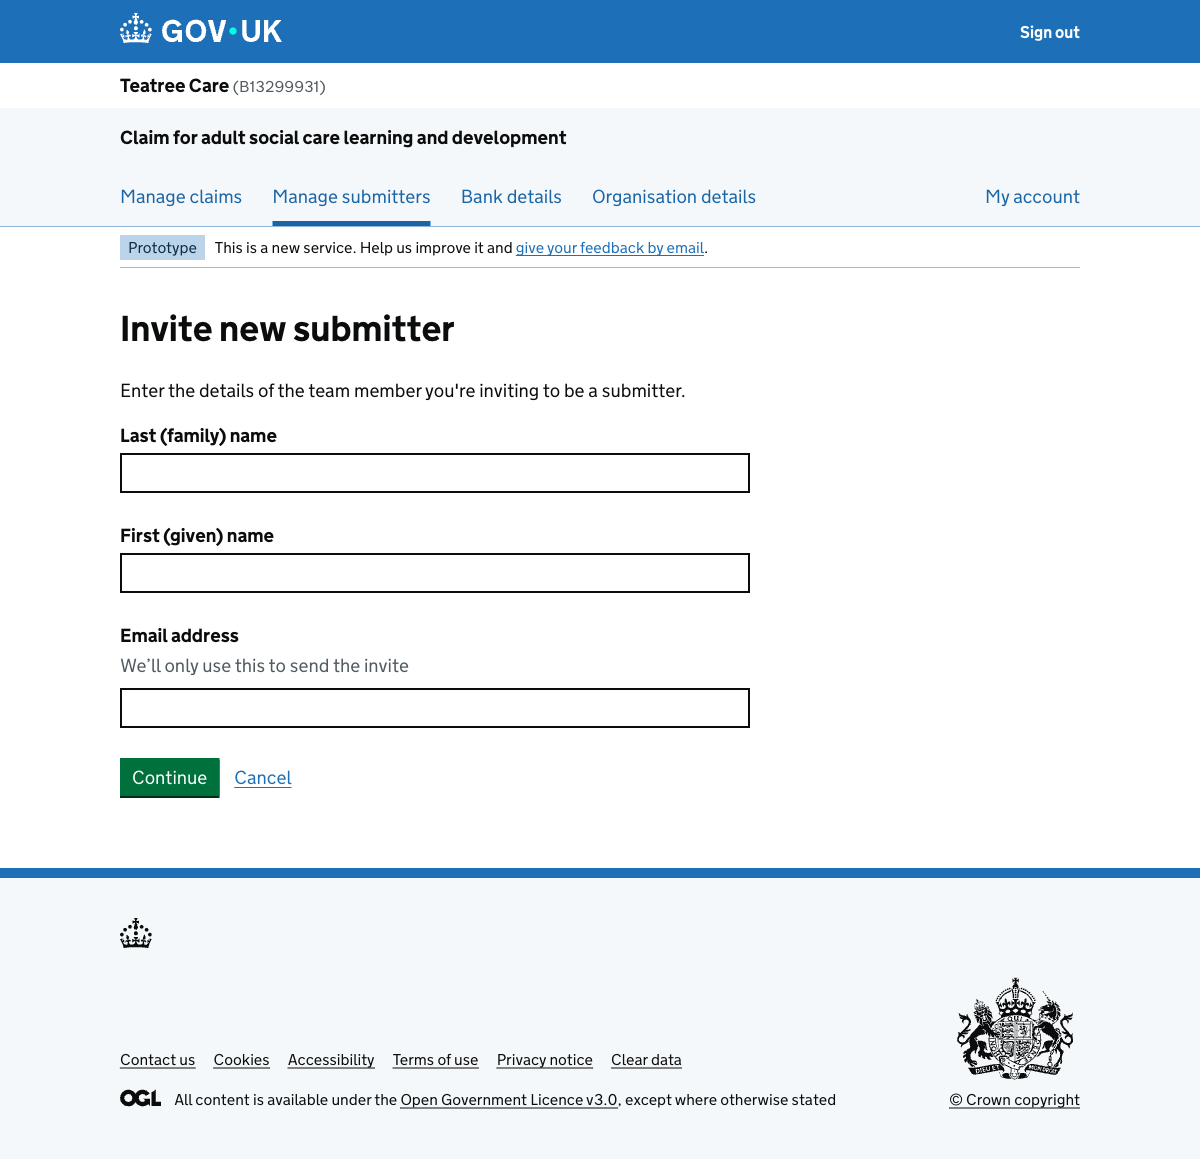 GOV·UK
Sign out
Teatree Care (B13299931)
Claim for adult social care learning and development
Manage claims Manage submitters Bank details Organisation details My account
Prototype This is a new service. Help us improve it and give your feedback by email.
Invite new submitter
Enter the details of the team member you're inviting to be a submitter.
Last (family) name
First (given) name
Email address
We’ll only use this to send the invite
Continue Cancel
Contact us Cookies Accessibility Terms of use Privacy notice Clear data
OGL All content is available under the Open Government Licence v3.0, except where otherwise stated
© Crown copyright